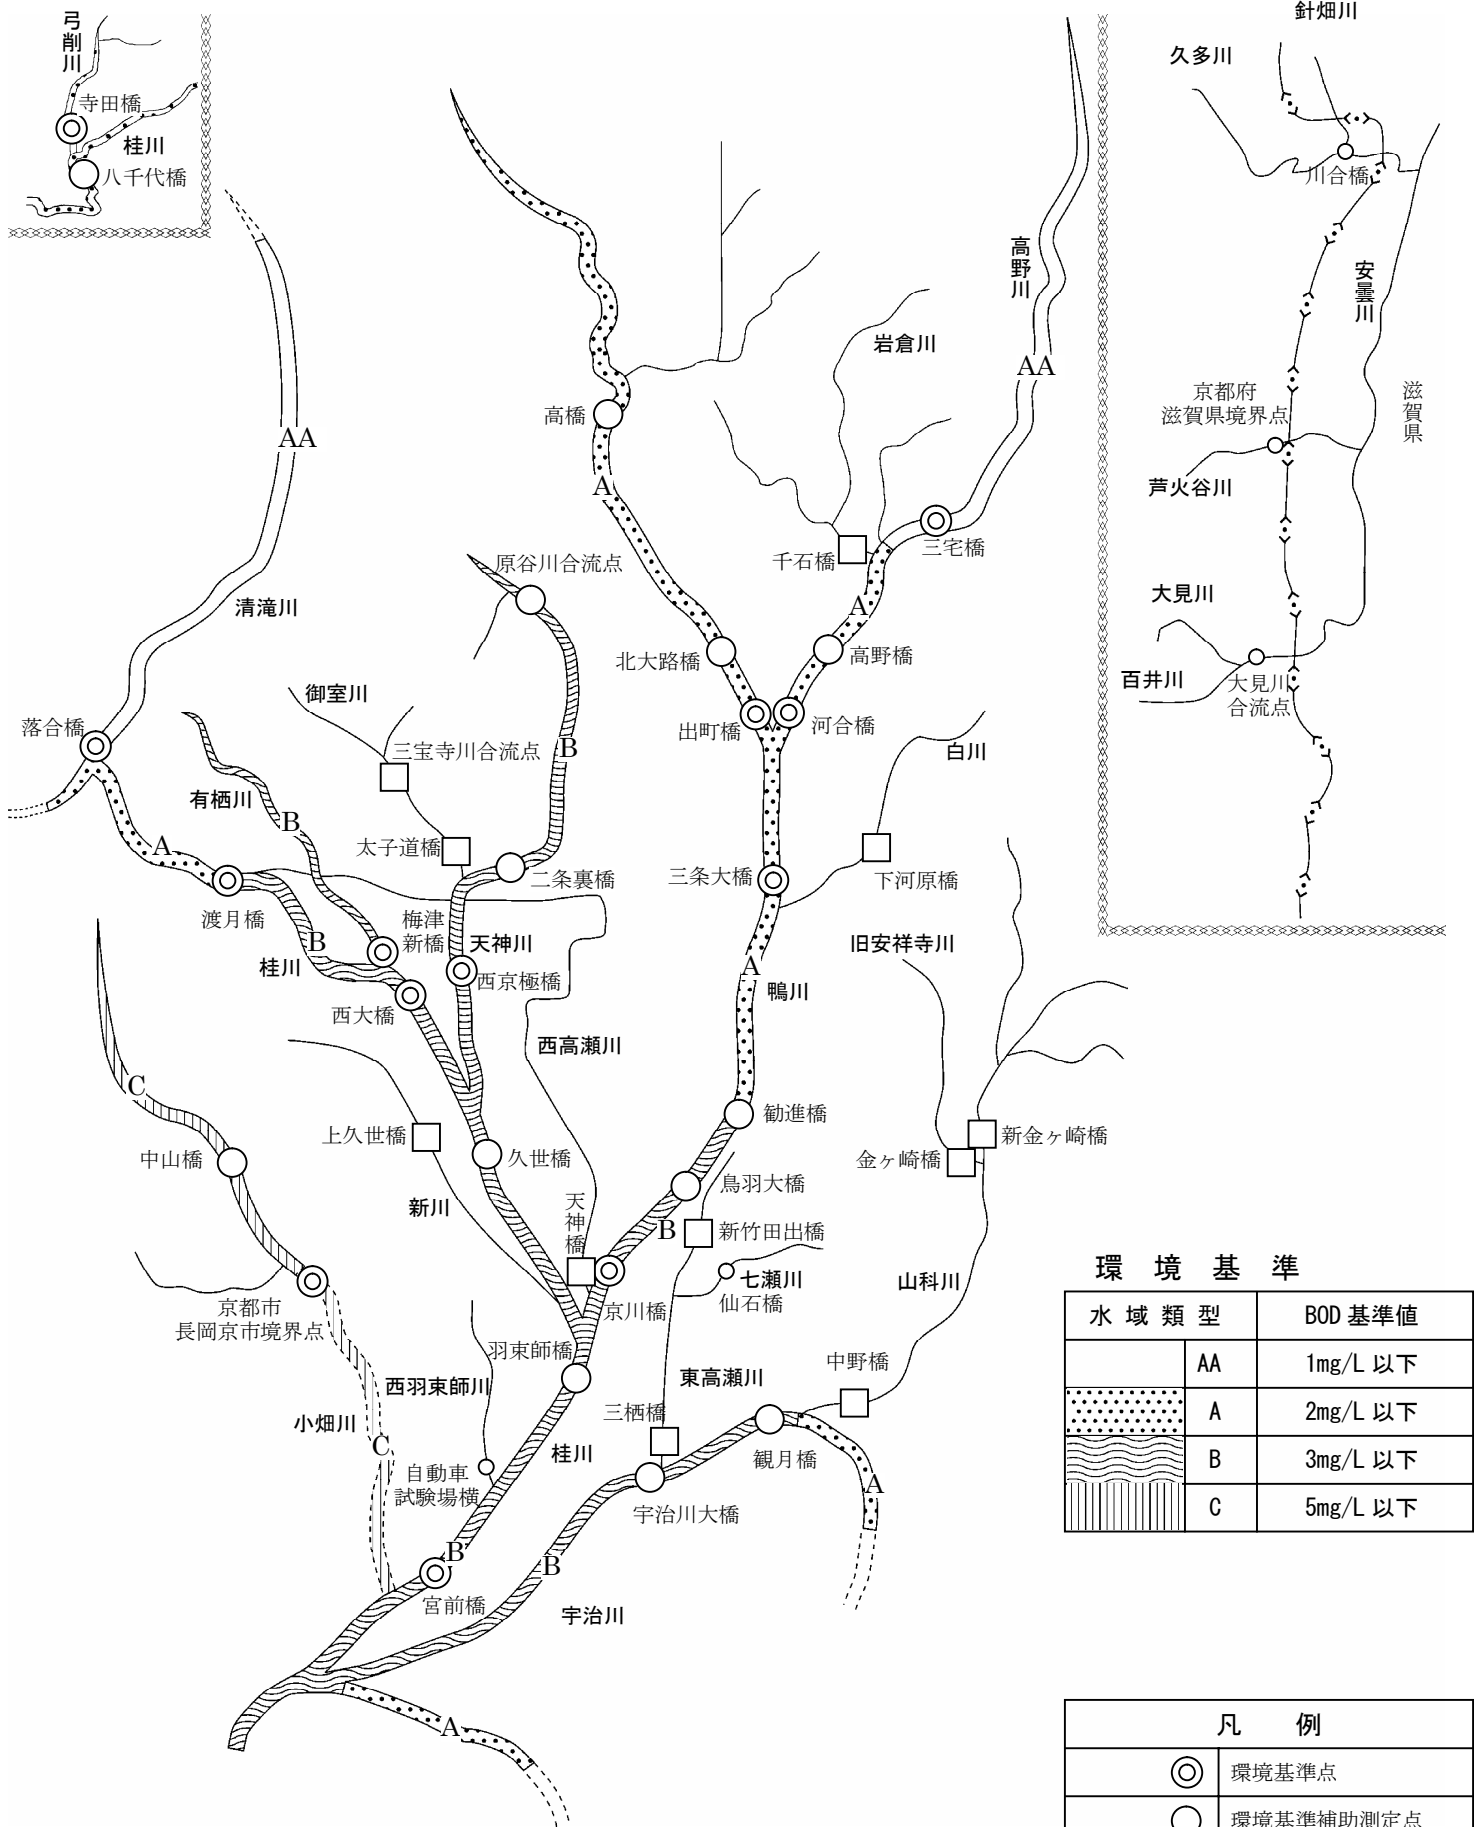 弓削川
寺田橋
桂川
八千代橋
針畑川
久多川
川合橋
安曇川
滋賀県
京都府
滋賀県境界点
芦火谷川
大見川
百井川
大見川
合流点
高野川
AA
岩倉川
高橋
A
千石橋
三宅橋
A
高野橋
北大路橋
出町橋
河合橋
AA
清滝川
原谷川合流点
御室川
三宝寺川合流点
B
落合橋
有栖川
B
A
太子道橋
二条裏橋
白川
三条大橋
下河原橋
渡月橋
梅津
新橋
天神川
B
桂川
西京極橋
西大橋
A
鴨川
旧安祥寺川
西高瀬川
C
上久世橋
久世橋
勧進橋
新金ヶ崎橋
金ヶ崎橋
中山橋
鳥羽大橋
新川
天神橋
B
新竹田出橋
七瀬川
仙石橋
山科川
京川橋
京都市
長岡京市境界点
羽束師橋
西羽束師川
東高瀬川
中野橋
小畑川
三栖橋
C
桂川
観月橋
自動車
試験場横
A
宇治川大橋
B
B
宮前橋
宇治川
A
環境基準
水域類型 BOD基準値
AA 1mg/L以下
A 2mg/L以下
B 3mg/L以下
C 5mg/L以下
凡例
環境基準点
環境基準補助測定点